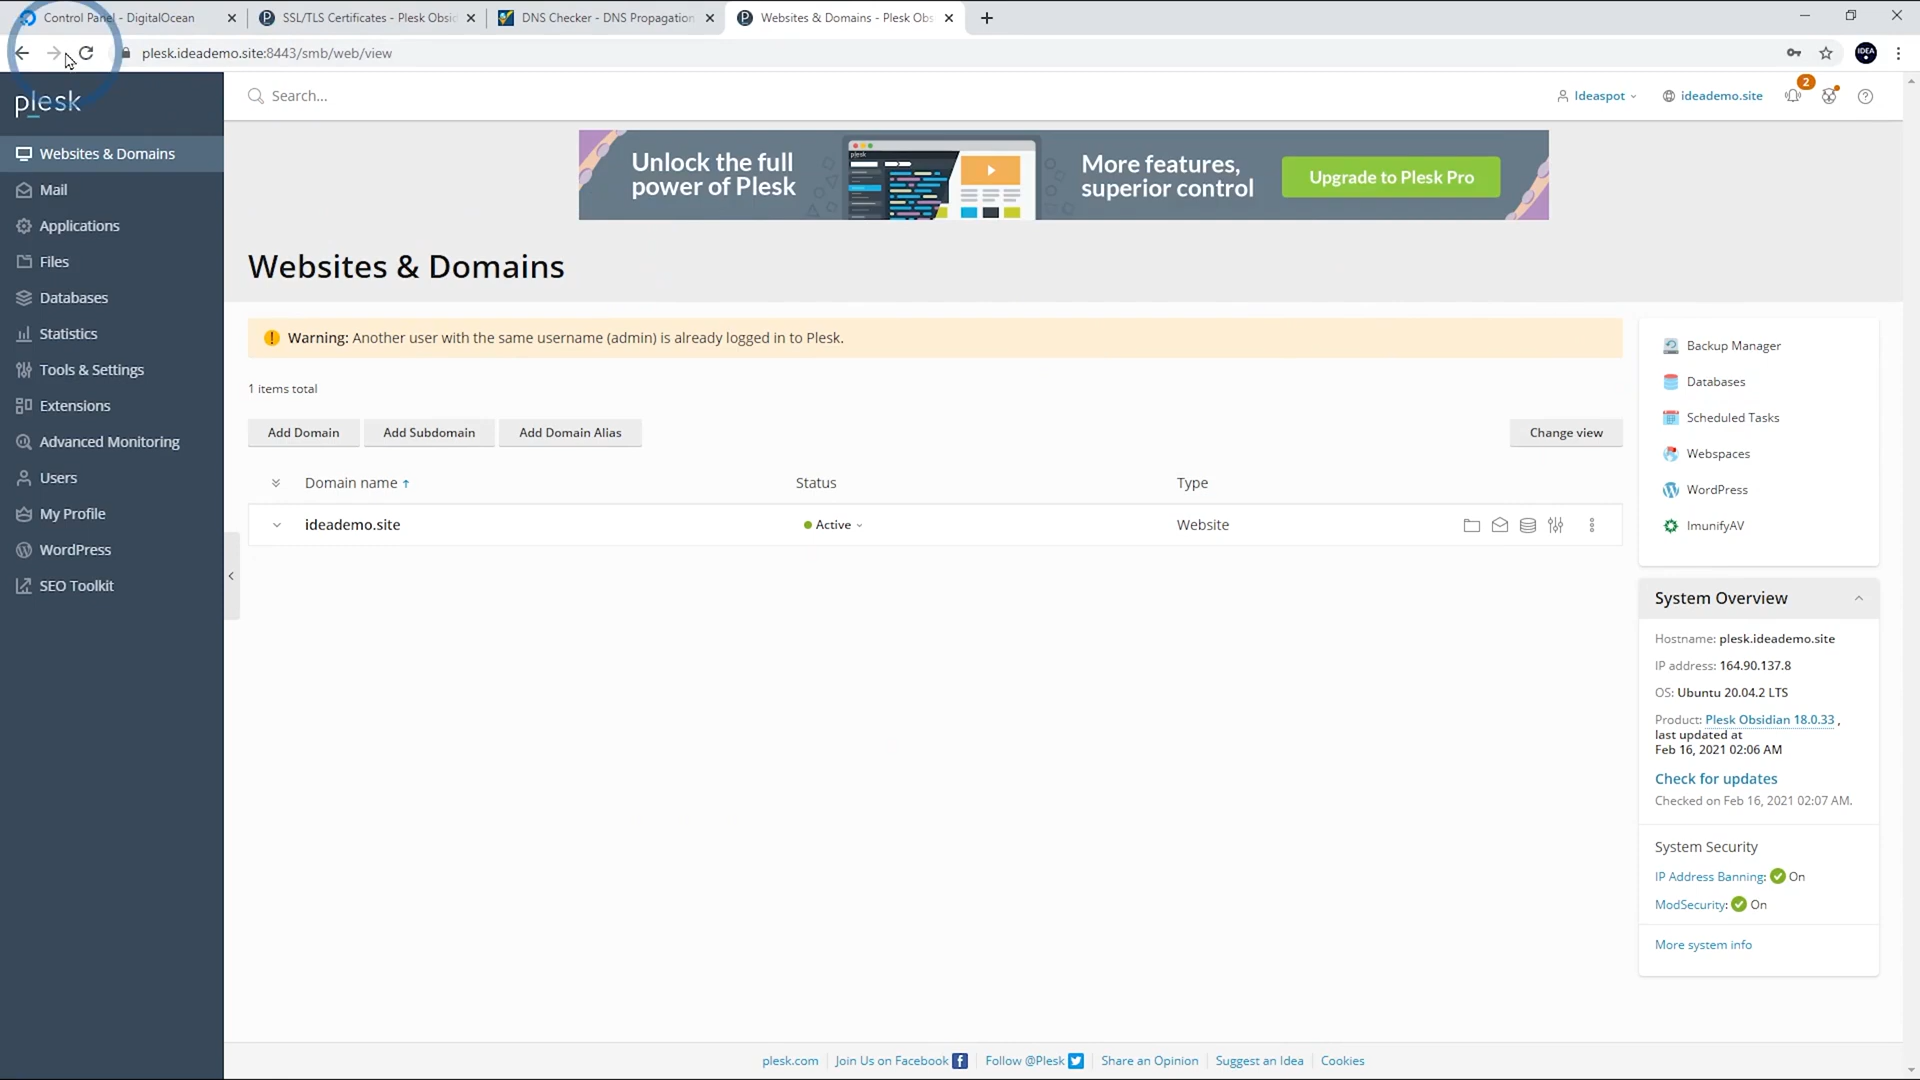 Control Panel - DigitalOcean
SSL/TLS Certificates - Plesk Obsid
DNS Checker - DNS Propagation
Websites & Domains - Plesk Obs
plesk.ideademo.site:8443/smb/web/view
IDEA
plesk
Search...
Ideaspot
ideademo.site
2
Websites & Domains
Mail
Applications
Files
Databases
Statistics
Tools & Settings
Extensions
Advanced Monitoring
Users
My Profile
WordPress
SEO Toolkit
Unlock the full
power of Plesk
plesk
More features,
superior control
Upgrade to Plesk Pro
Websites & Domains
Warning: Another user with the same username (admin) is already logged in to Plesk.
1 items total
Add Domain
Add Subdomain
Add Domain Alias
Change view
Domain name ↑
Status
Type
ideademo.site
Active
Website
Backup Manager
Databases
Scheduled Tasks
Webspaces
WordPress
ImunifyAV
System Overview
Hostname: plesk.ideademo.site
IP address: 164.90.137.8
OS: Ubuntu 20.04.2 LTS
Product: Plesk Obsidian 18.0.33 ,
last updated at
Feb 16, 2021 02:06 AM
Check for updates
Checked on Feb 16, 2021 02:07 AM.
System Security
IP Address Banning: On
ModSecurity: On
More system info
plesk.com
Join Us on Facebook
Follow @Plesk
Share an Opinion
Suggest an Idea
Cookies